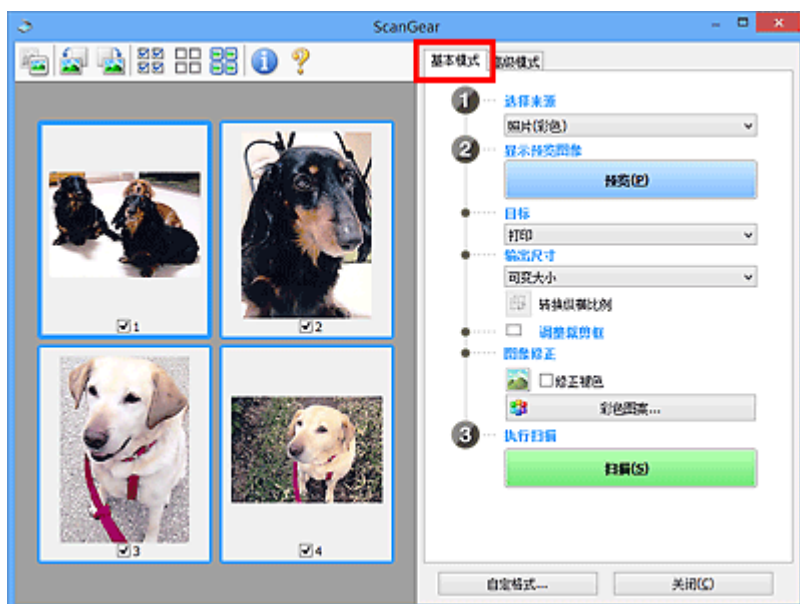 ScanGear
基本模式
高级模式
1
选择来源
照片(彩色)
2
显示预览图像
预览(P)
目标
打印
输出尺寸
可变大小
转换纵横比例
调整裁剪框
图像修正
修正褪色
彩色图案...
3
执行扫描
扫描(S)
自定格式...
关闭(C)
1
2
3
4